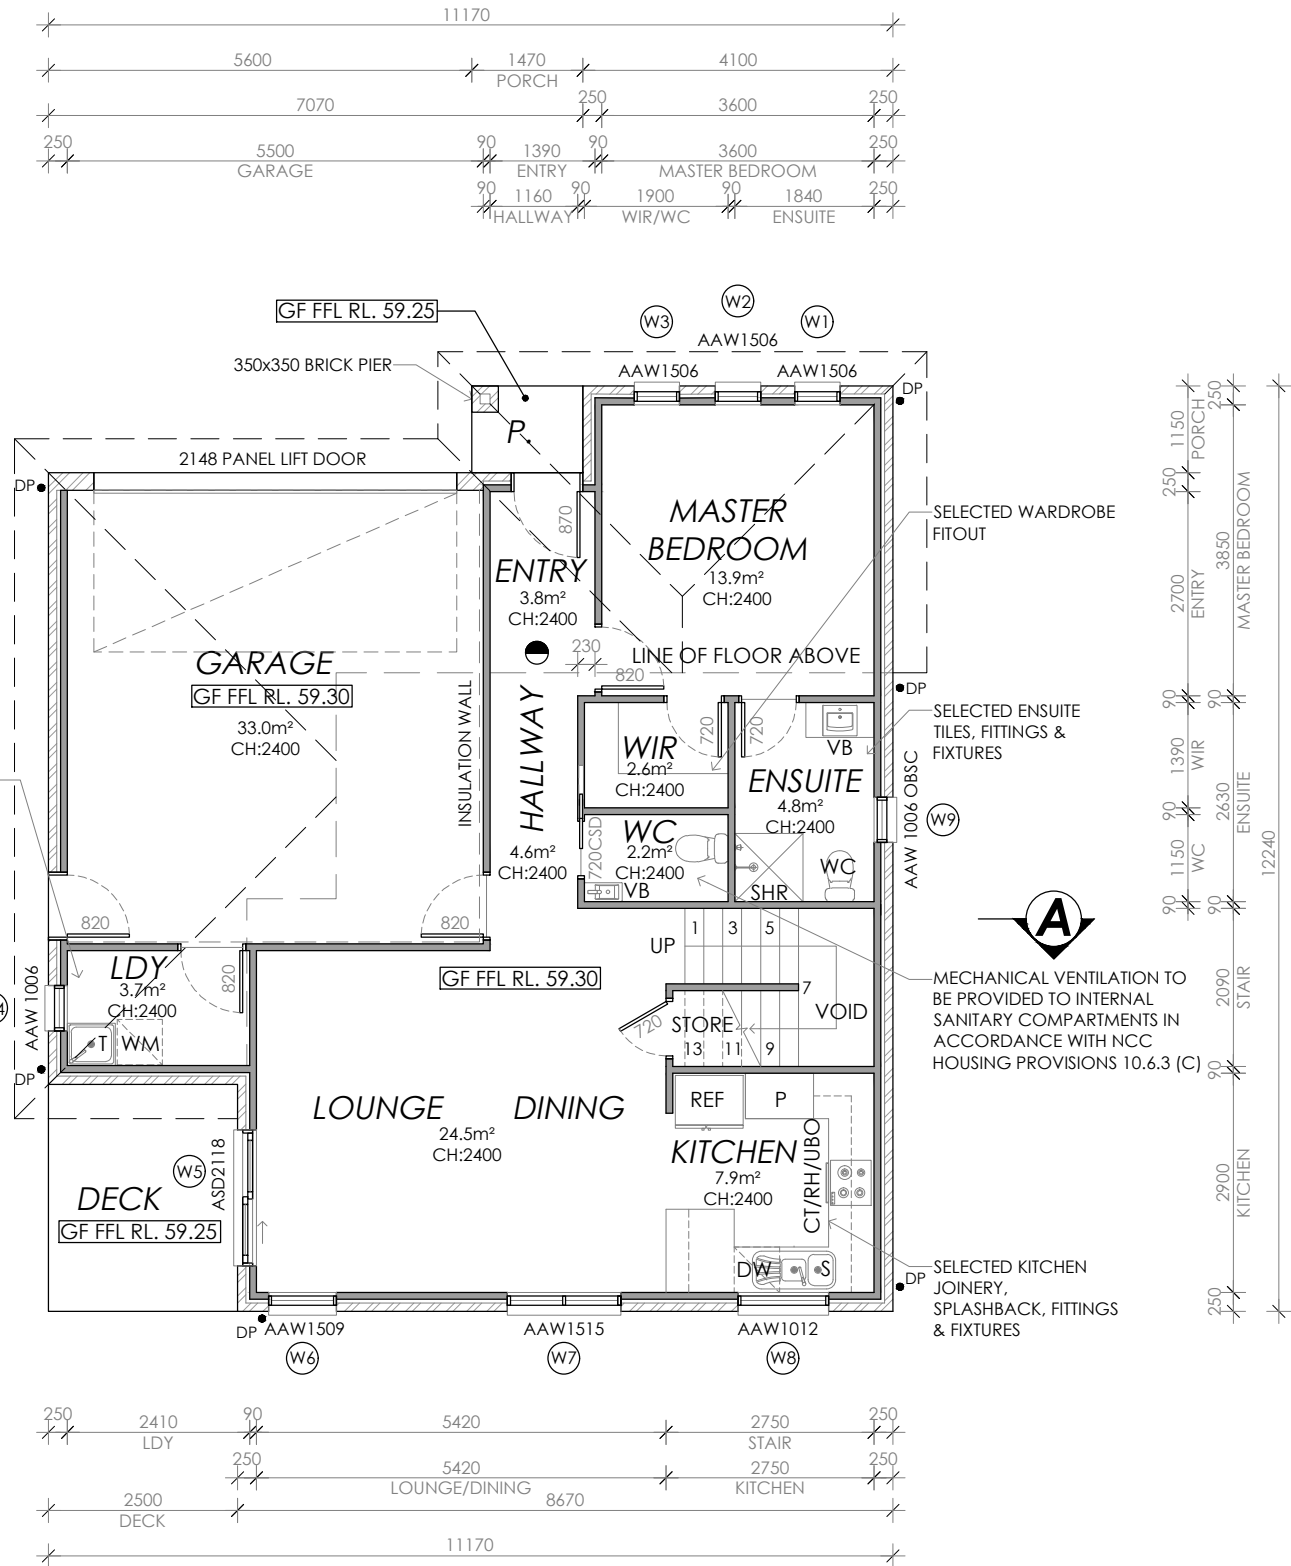 11170
5600 1470 4100
PORCH
7070 250 3600 250
250 5500 90 1390 90 3600 250
GARAGE ENTRY MASTER BEDROOM
90 1160 90 1900 90 1840 250
HALLWAY WIR/WC ENSUITE
GF FFL RL. 59.25
W3 W2 W1
AAW1506
350x350 BRICK PIER
AAW1506 AAW1506
DP
P.
2148 PANEL LIFT DOOR
DP
870
MASTER
BEDROOM
13.9m²
CH:2400
SELECTED WARDROBE
FITOUT
ENTRY
3.8m²
CH:2400
230
LINE OF FLOOR ABOVE
820
GARAGE
GF FFL RL. 59.30
33.0m²
CH:2400
INSULATION WALL
HALLWAY
4.6m²
CH:2400
DP
SELECTED ENSUITE
TILES, FITTINGS &
FIXTURES
720
720
VB
WIR
2.6m²
CH:2400
ENSUITE
4.8m²
CH:2400
AAW 1006 OBSC
W9
720CSD
WC
2.2m²
CH:2400
VB
WC
SHR
820
820
A
UP
1 3 5
7
9 11 13
VOID
STORE
720
GF FFL RL. 59.30
MECHANICAL VENTILATION TO
BE PROVIDED TO INTERNAL
SANITARY COMPARTMENTS IN
ACCORDANCE WITH NCC
HOUSING PROVISIONS 10.6.3 (C)
LDY
3.7m²
CH:2400
820
AAW 1006
T WM
DP
REF P
LOUNGE DINING
24.5m²
CH:2400
KITCHEN
7.9m²
CH:2400
CT/RH/UBO
W5
ASD2118
DECK
GF FFL RL. 59.25
DW S
DP
SELECTED KITCHEN
JOINERY,
SPLASHBACK, FITTINGS
& FIXTURES
DP
AAW1509 AAW1515 AAW1012
W6 W7 W8
1150
PORCH
250
2700
ENTRY
90
1390
WIR
90
1150
WC
90
250
3850
MASTER BEDROOM
90
2630
ENSUITE
90
2090
STAIR
90
2900
KITCHEN
250
12240
250 2410 90 5420 2750 250
LDY STAIR
250 5420 2750 250
LOUNGE/DINING KITCHEN
2500 8670
DECK
11170